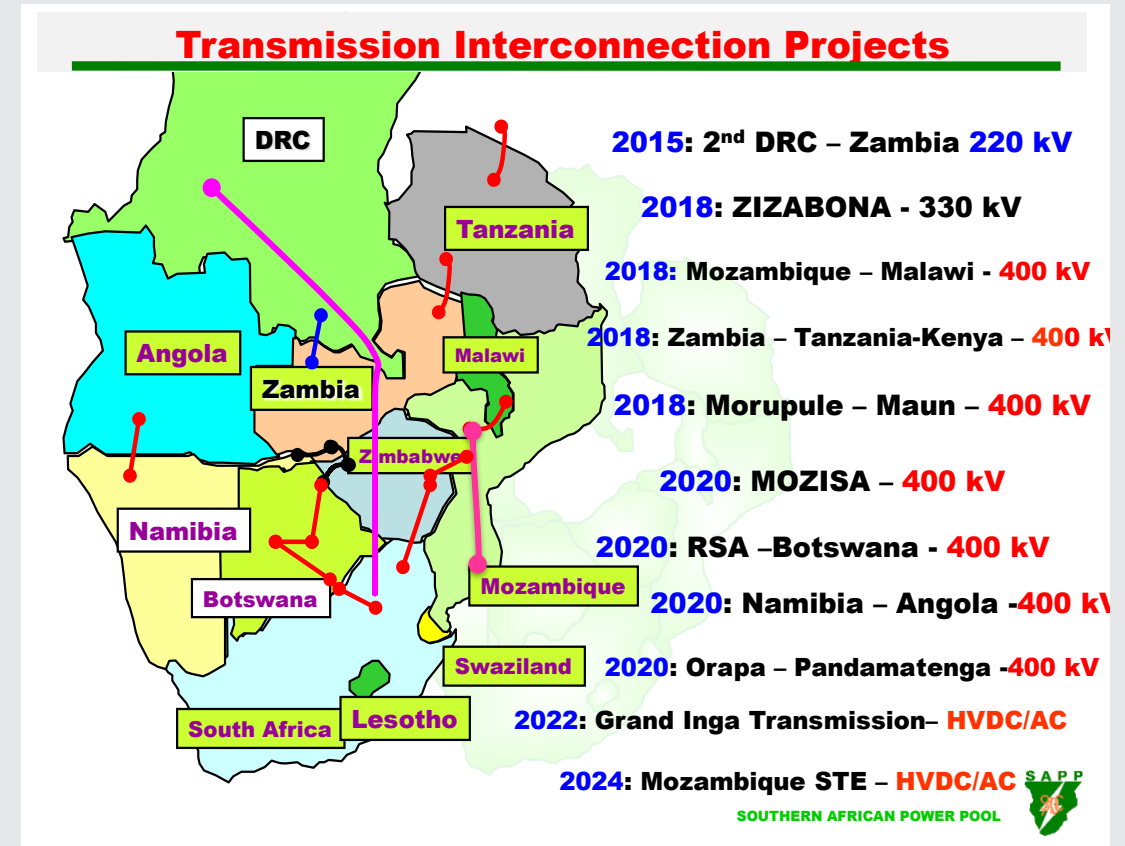 Transmission Interconnection Projects
DRC
Tanzania
Angola
Malawi
Zambia
Zimbabwe
Namibia
Botswana
Mozambique
Swaziland
South Africa
Lesotho
2015: 2nd DRC – Zambia 220 kV
2018: ZIZABONA - 330 kV
2018: Mozambique – Malawi - 400 kV
2018: Zambia – Tanzania-Kenya – 400 kV
2018: Morupule – Maun – 400 kV
2020: MOZISA – 400 kV
2020: RSA –Botswana - 400 kV
2020: Namibia – Angola -400 kV
2020: Orapa – Pandamatenga -400 kV
2022: Grand Inga Transmission– HVDC/AC
2024: Mozambique STE – HVDC/AC
SAPP
SOUTHERN AFRICAN POWER POOL